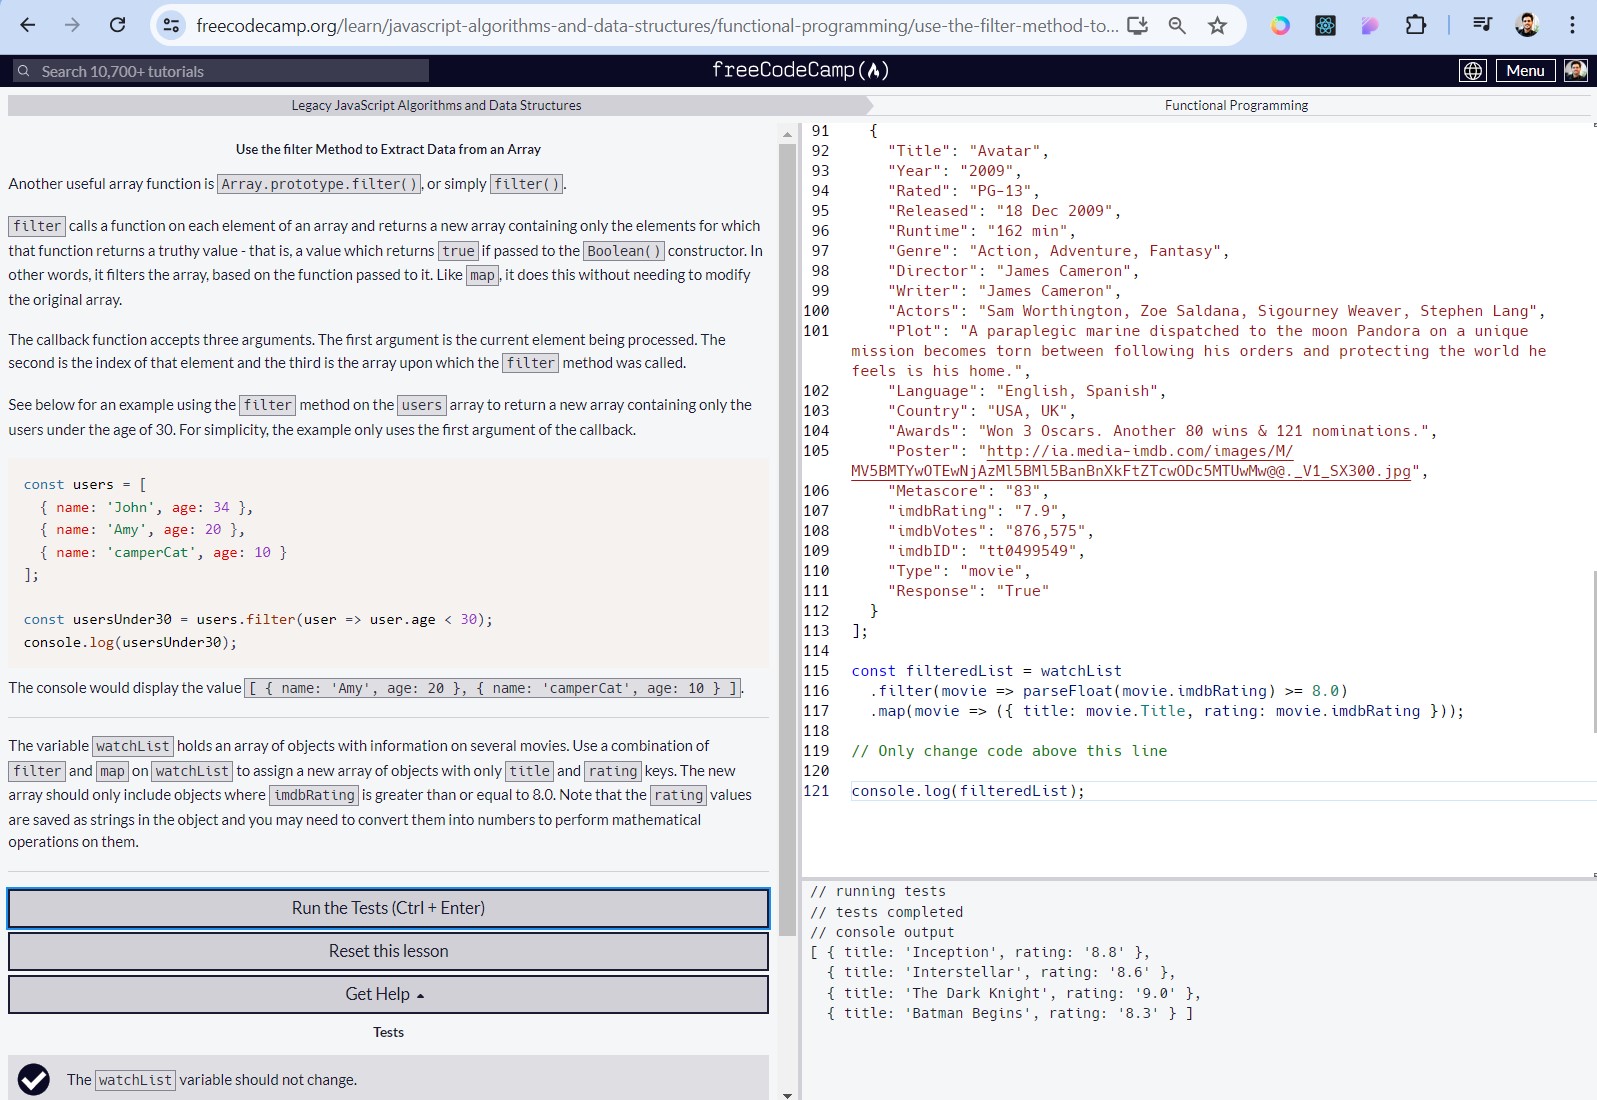 freecodecamp.org/learn/javascript-algorithms-and-data-structures/functional-programming/use-the-filter-method-to...
Search 10,700+ tutorials
freeCodeCamp
Menu
Legacy JavaScript Algorithms and Data Structures
Functional Programming
Use the filter Method to Extract Data from an Array
Another useful array function is Array.prototype.filter(), or simply filter().
filter calls a function on each element of an array and returns a new array containing only the elements for which
that function returns a truthy value - that is, a value which returns true if passed to the Boolean() constructor. In
other words, it filters the array, based on the function passed to it. Like map, it does this without needing to modify
the original array.
The callback function accepts three arguments. The first argument is the current element being processed. The
second is the index of that element and the third is the array upon which the filter method was called.
See below for an example using the filter method on the users array to return a new array containing only the
users under the age of 30. For simplicity, the example only uses the first argument of the callback.
const users = [
{ name: 'John', age: 34 },
{ name: 'Amy', age: 20 },
{ name: 'camperCat', age: 10 }
];
const usersUnder30 = users.filter(user => user.age < 30);
console.log(usersUnder30);
The console would display the value [ { name: 'Amy', age: 20 }, { name: 'camperCat', age: 10 } ].
The variable watchList holds an array of objects with information on several movies. Use a combination of
filter and map on watchList to assign a new array of objects with only title and rating keys. The new
array should only include objects where imdbRating is greater than or equal to 8.0. Note that the rating values
are saved as strings in the object and you may need to convert them into numbers to perform mathematical
operations on them.
Run the Tests (Ctrl + Enter)
Reset this lesson
Get Help
Tests
The watchList variable should not change.
91 {
92 "Title": "Avatar",
93 "Year": "2009",
94 "Rated": "PG-13",
95 "Released": "18 Dec 2009",
96 "Runtime": "162 min",
97 "Genre": "Action, Adventure, Fantasy",
98 "Director": "James Cameron",
99 "Writer": "James Cameron",
100 "Actors": "Sam Worthington, Zoe Saldana, Sigourney Weaver, Stephen Lang",
101 "Plot": "A paraplegic marine dispatched to the moon Pandora on a unique
mission becomes torn between following his orders and protecting the world he
feels is his home.",
102 "Language": "English, Spanish",
103 "Country": "USA, UK",
104 "Awards": "Won 3 Oscars. Another 80 wins & 121 nominations.",
105 "Poster": "http://ia.media-imdb.com/images/M/
MV5BMTYwOTEwNjAzMl5BMl5BanBnXkFtZTcwODc5MTUwMw@@._V1_SX300.jpg",
106 "Metascore": "83",
107 "imdbRating": "7.9",
108 "imdbVotes": "876,575",
109 "imdbID": "tt0499549",
110 "Type": "movie",
111 "Response": "True"
112 }
113 ];
114
115 const filteredList = watchList
116 .filter(movie => parseFloat(movie.imdbRating) >= 8.0)
117 .map(movie => ({ title: movie.Title, rating: movie.imdbRating }));
118
119 // Only change code above this line
120
121 console.log(filteredList);
// running tests
// tests completed
// console output
[ { title: 'Inception', rating: '8.8' },
{ title: 'Interstellar', rating: '8.6' },
{ title: 'The Dark Knight', rating: '9.0' },
{ title: 'Batman Begins', rating: '8.3' } ]